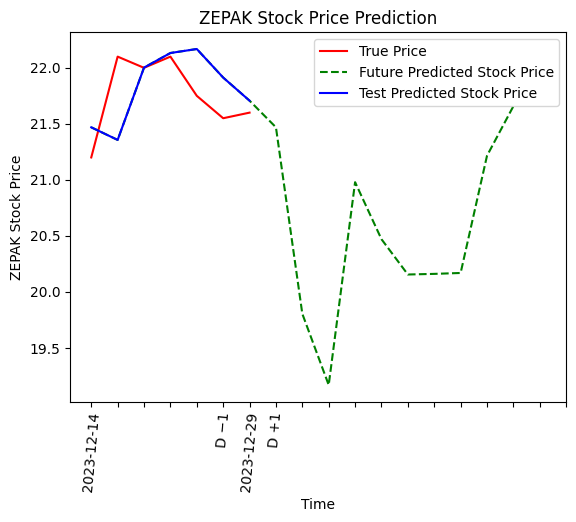 ZEPAK Stock Price Prediction
True Price
Future Predicted Stock Price
Test Predicted Stock Price
ZEPAK Stock Price
22.0
21.5
21.0
20.5
20.0
19.5
2023-12-14
D −1
2023-12-29
D +1
Time